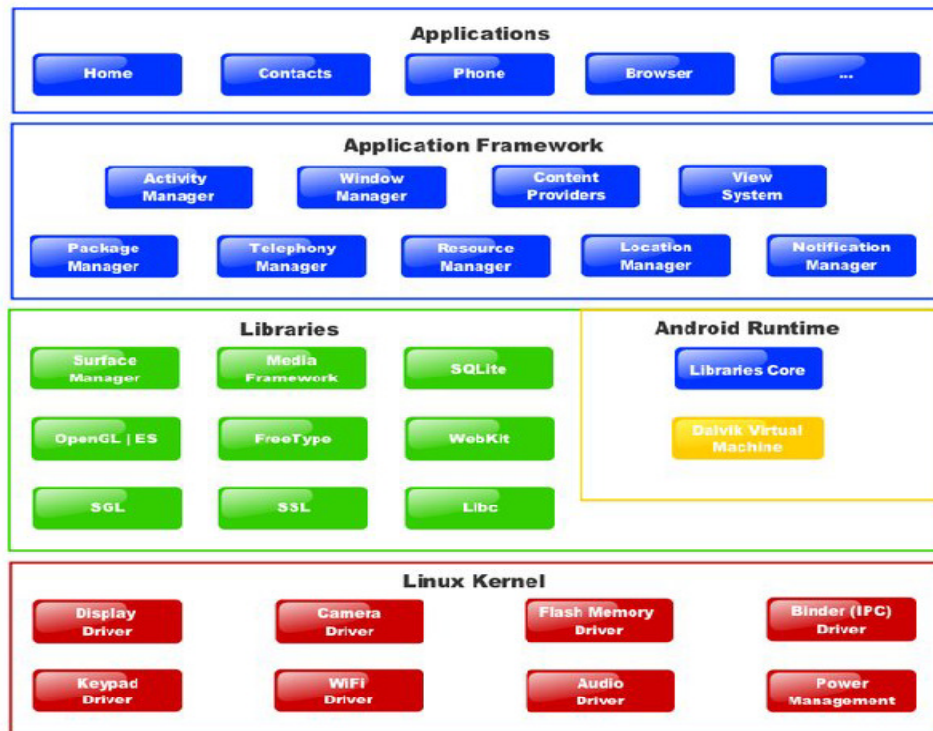 Applications
Home
Contacts
Phone
Browser
...
Application Framework
Activity
Manager
Window
Manager
Content
Providers
View
System
Package
Manager
Telephony
Manager
Resource
Manager
Location
Manager
Notification
Manager
Libraries
Surface
Manager
Media
Framework
SQLite
OpenGL | ES
FreeType
WebKit
SGL
SSL
Libc
Android Runtime
Libraries Core
Dalvik Virtual
Machine
Linux Kernel
Display
Driver
Camera
Driver
Flash Memory
Driver
Binder (IPC)
Driver
Keypad
Driver
WiFi
Driver
Audio
Driver
Power
Management